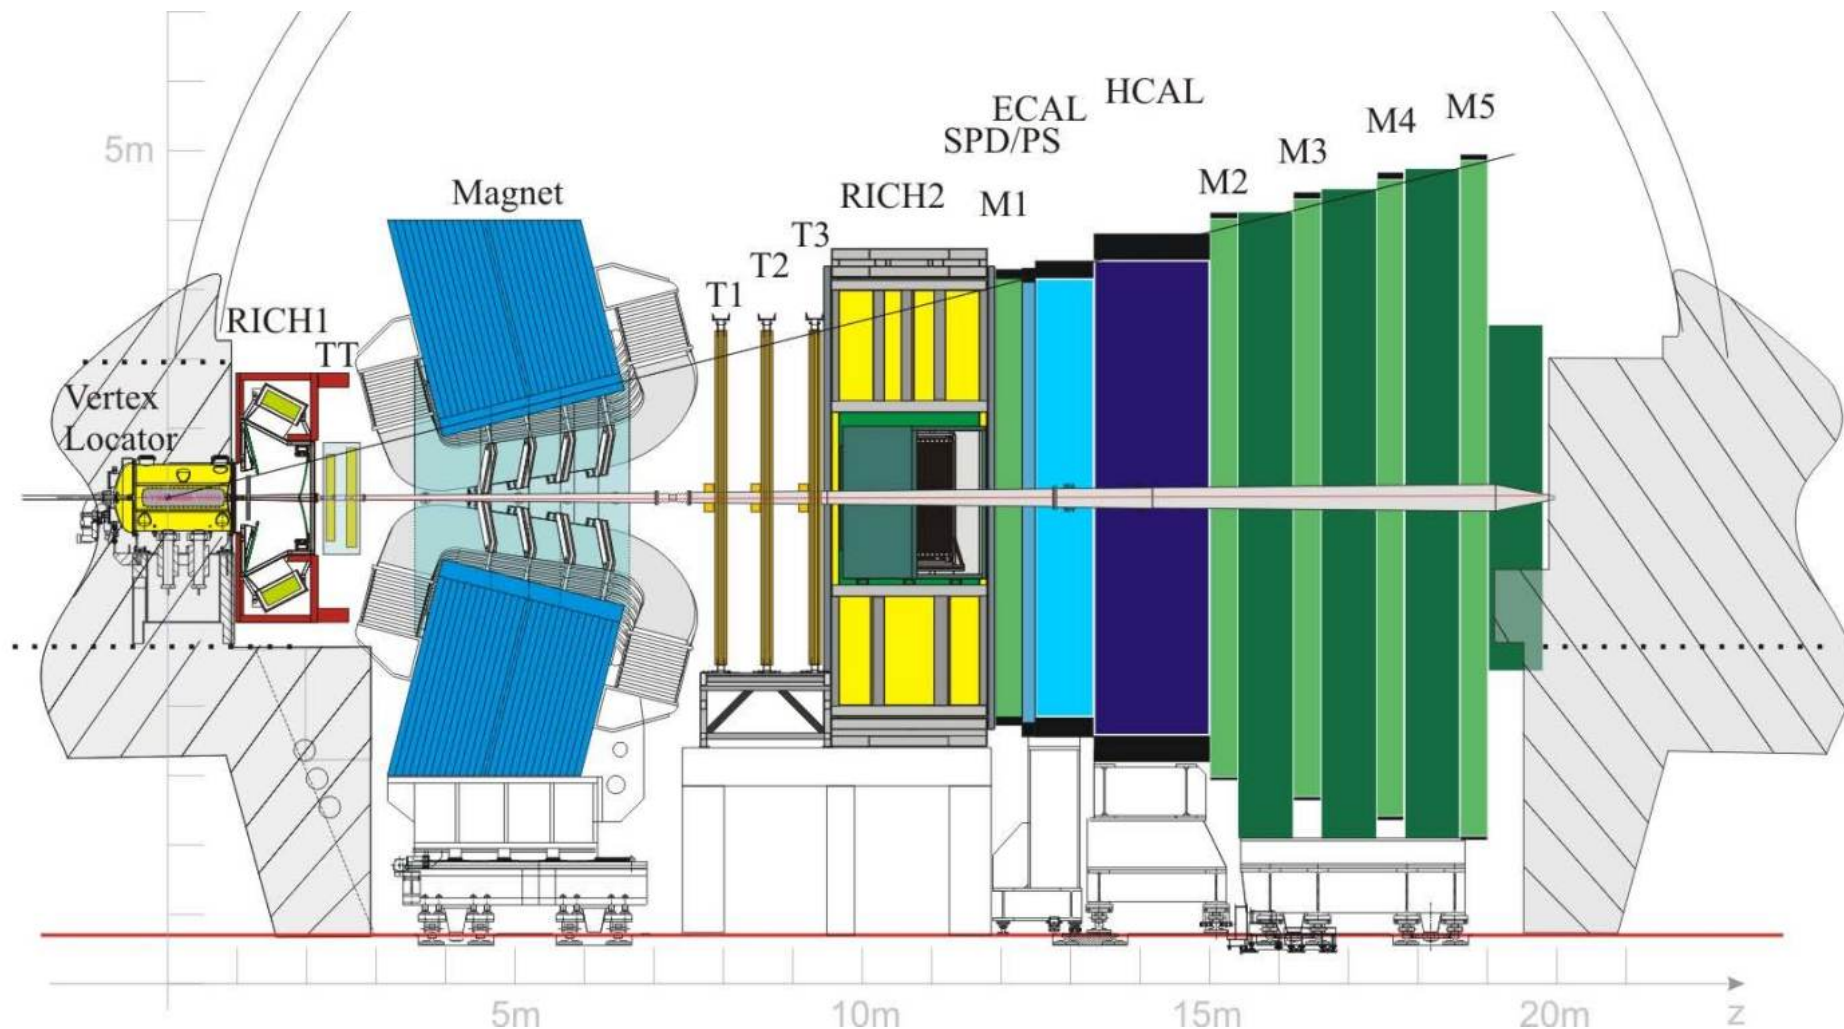 HCAL
ECAL
M5
M4
SPD/PS
M3
5m
Magnet
RICH2
M2
M1
T3
T2
T1
RICH1
TT
Vertex
Locator
5m
10m
15m
20m
z